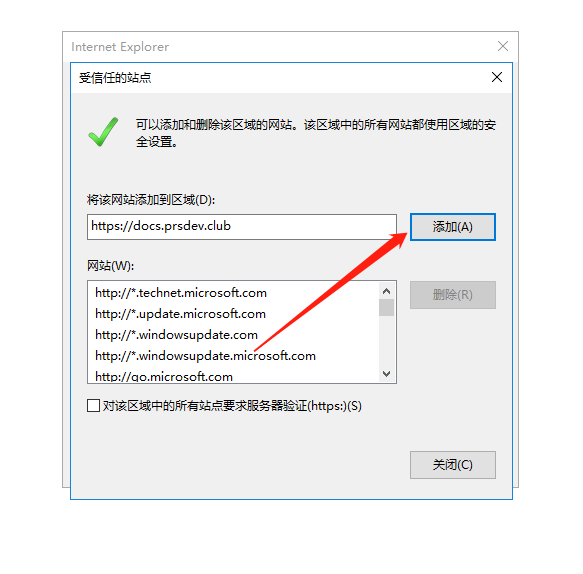 Internet Explorer
受信任的站点
可以添加和删除该区域的网站。该区域中的所有网站都使用区域的安
全设置。
将该网站添加到区域(D):
https://docs.prsdev.club
添加(A)
网站(W):
http://*.technet.microsoft.com
http://*.update.microsoft.com
http://*.windowsupdate.com
http://*.windowsupdate.microsoft.com
http://go.microsoft.com
删除(R)
对该区域中的所有站点要求服务器验证(https:)(S)
关闭(C)